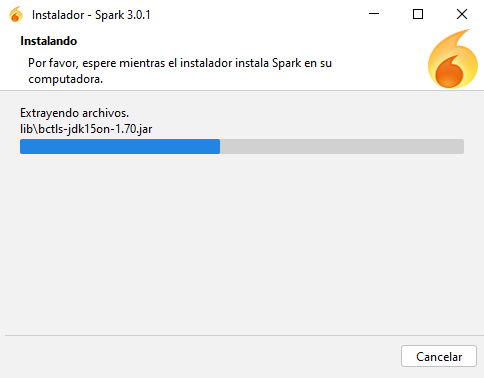 Instalador - Spark 3.0.1
Instalando
Por favor, espere mientras el instalador instala Spark en su
computadora.
Extrayendo archivos.
lib\bctls-jdk15on-1.70.jar
Cancelar